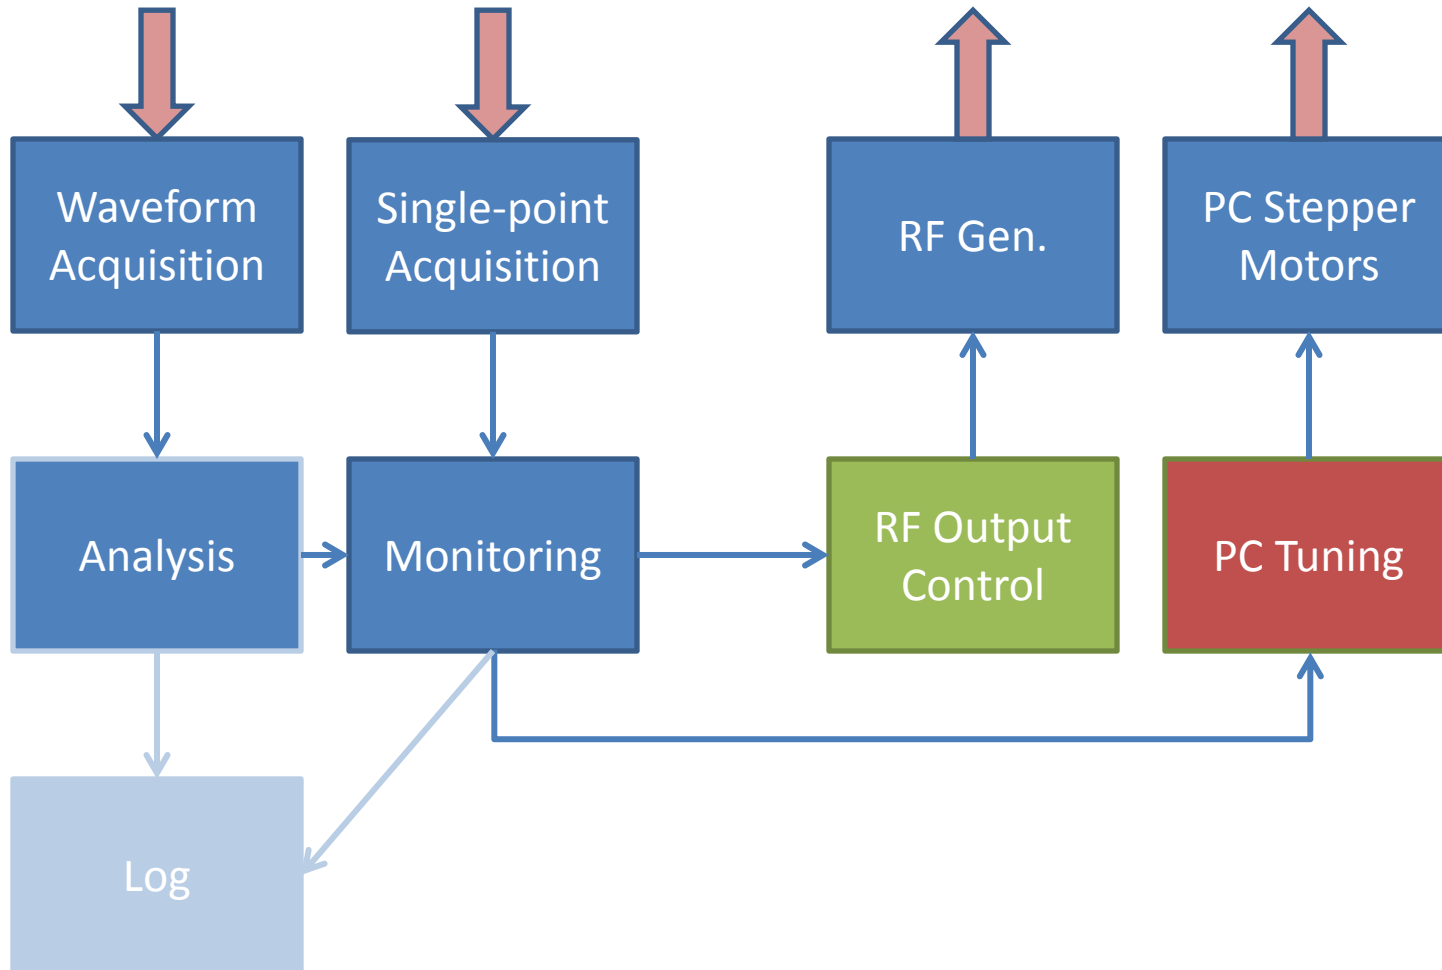 Waveform
Acquisition
Single-point
Acquisition
RF Gen.
PC Stepper
Motors
Analysis
Monitoring
RF Output
Control
PC Tuning
Log